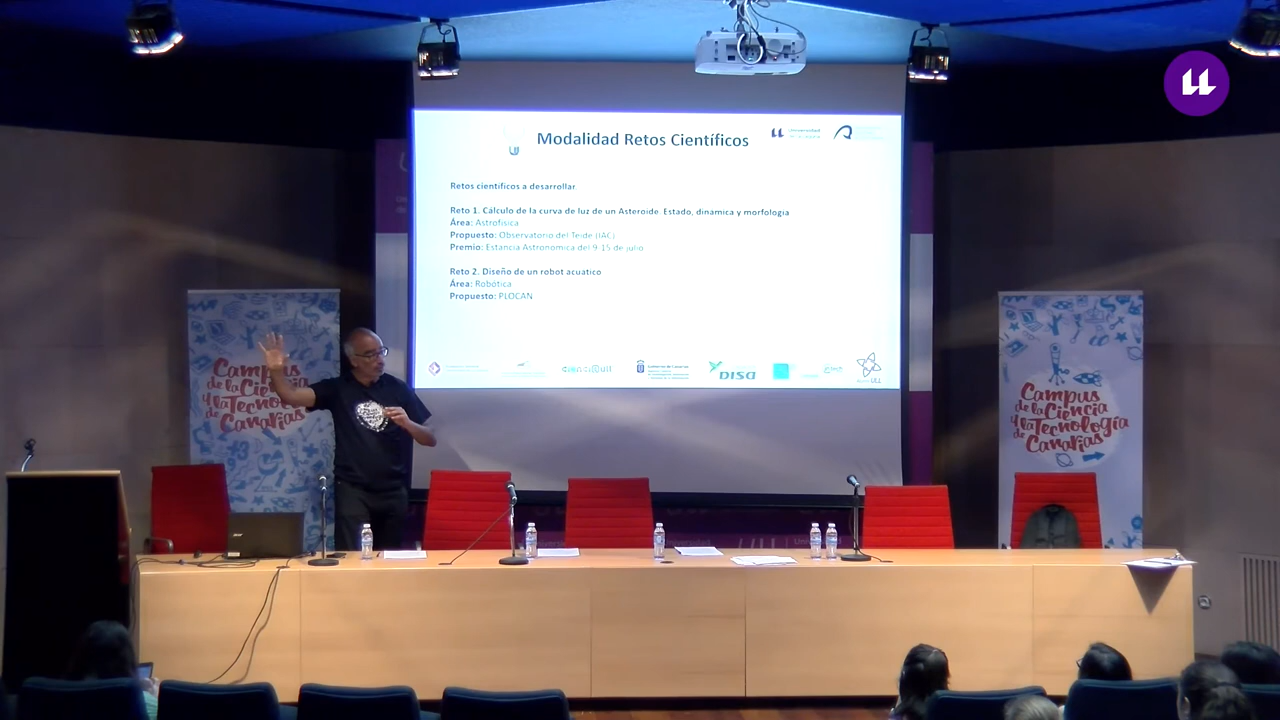 Modalidad Retos Científicos
Retos científicos a desarrollar
Reto 1. Cálculo de la curva de luz de un Asteroide. Estado, dinámica y morfología
Área: Astrofísica
Propuesto: Observatorio del Teide (IAC)
Premio: Estancia Astronómica del 9-15 de julio
Reto 2. Diseño de un robot acuático
Área: Robótica
Propuesto: PLOCAN
Gobierno de Canarias
DISA
Campus
de la Ciencia
y la Tecnología
de Canarias
Campus
de la Ciencia
y la Tecnología
de Canarias